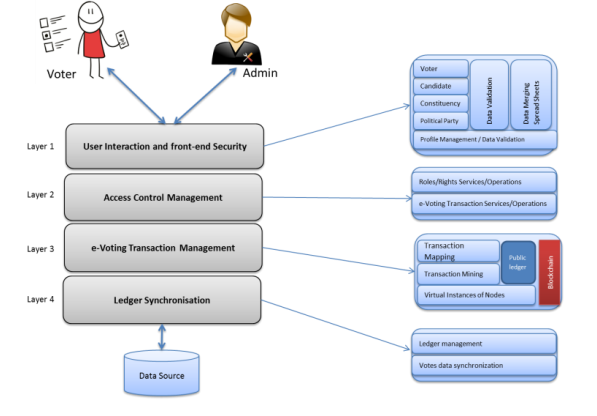 Voter
Admin
Layer 1
User Interaction and front-end Security
Layer 2
Access Control Management
Layer 3
e-Voting Transaction Management
Layer 4
Ledger Synchronisation
Data Source
Voter
Candidate
Constituency
Political Party
Data Validation
Data Merging
Spread Sheets
Profile Management / Data Validation
Roles/Rights Services/Operations
e-Voting Transaction Services/Operations
Transaction
Mapping
Transaction Mining
Public
ledger
Blockchain
Virtual Instances of Nodes
Ledger management
Votes data synchronization